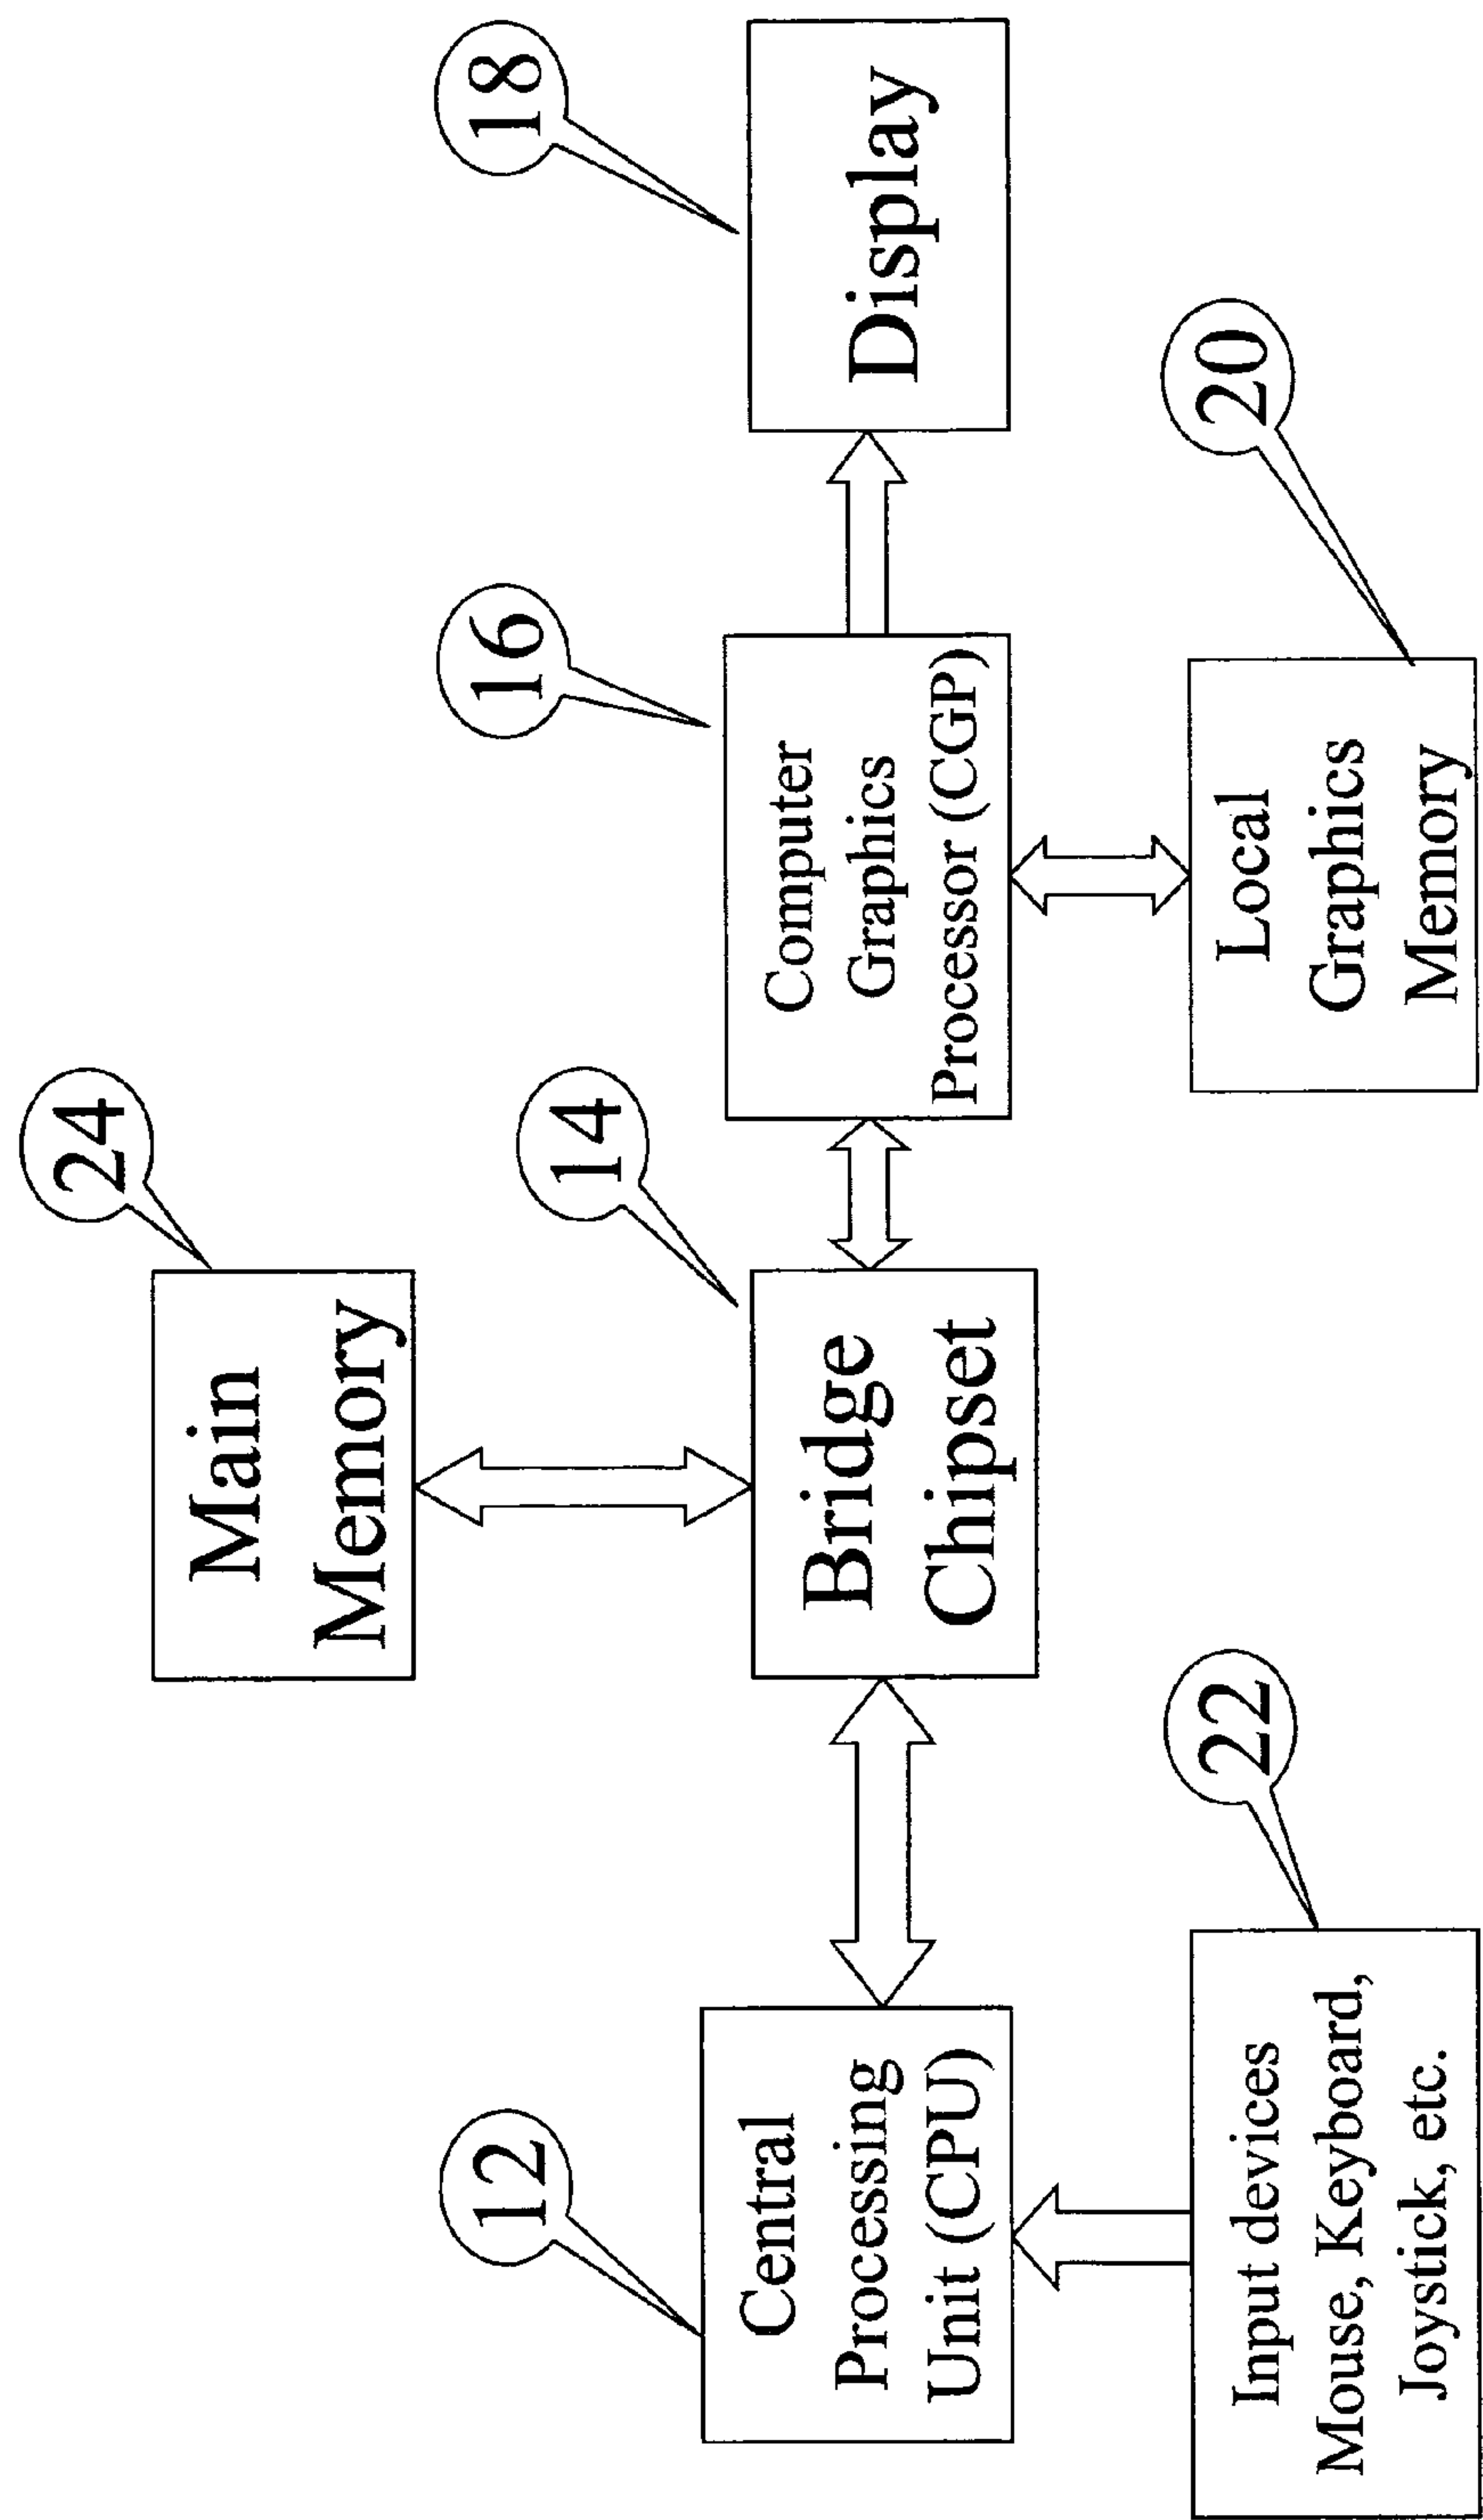 24
Main
Memory
12
Central
Processing
Unit (CPU)
14
Bridge
Chipset
16
Computer
Graphics
Processor (CGP)
18
Display
22
Input devices
Mouse, Keyboard,
Joystick, etc.
20
Local
Graphics
Memory